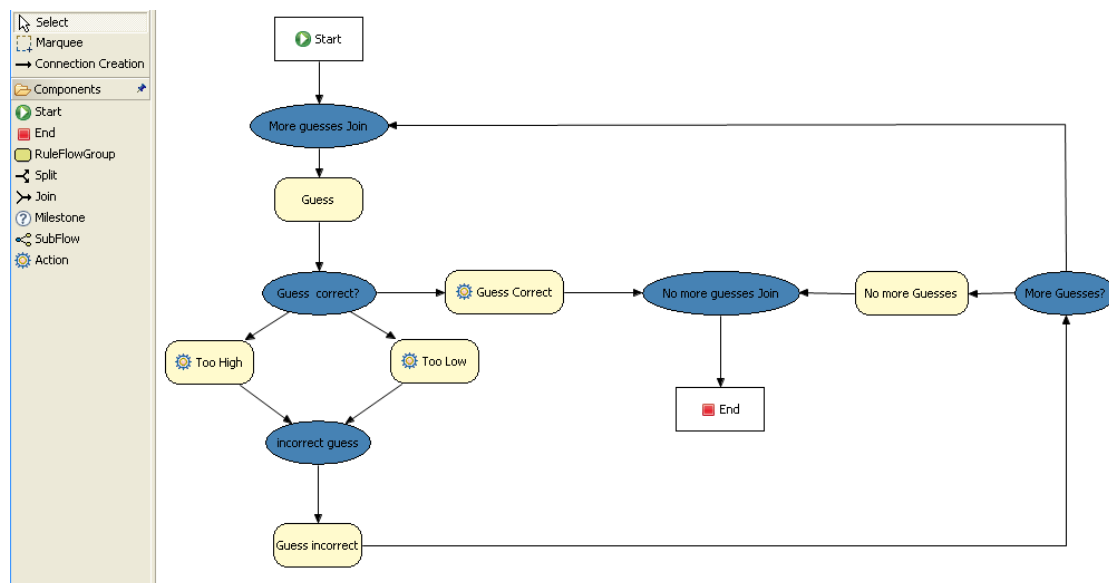 Select
Marquee
Connection Creation
Components
Start
End
RuleFlowGroup
Split
Join
Milestone
SubFlow
Action
Start
More guesses Join
Guess
Guess correct?
Guess Correct
No more guesses Join
No more Guesses
More Guesses?
Too High
Too Low
End
incorrect guess
Guess incorrect